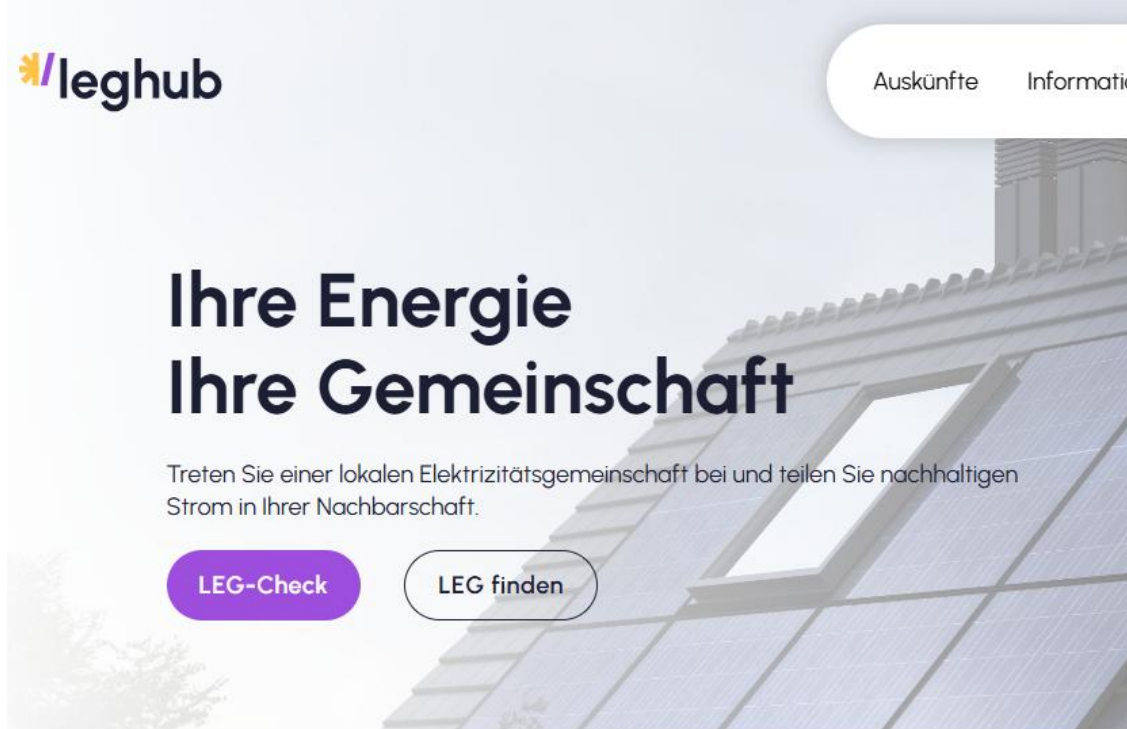 leghub
Auskünfte
Ihre Energie
Ihre Gemeinschaft
Treten Sie einer lokalen Elektrizitätsgemeinschaft bei und teilen Sie nachhaltigen
Strom in Ihrer Nachbarschaft.
LEG-Check
LEG finden